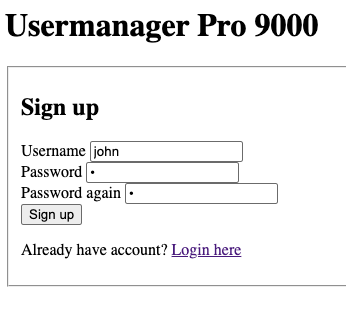 Usermanager Pro 9000
Sign up
Username john
Password •
Password again •
Sign up
Already have account? Login here